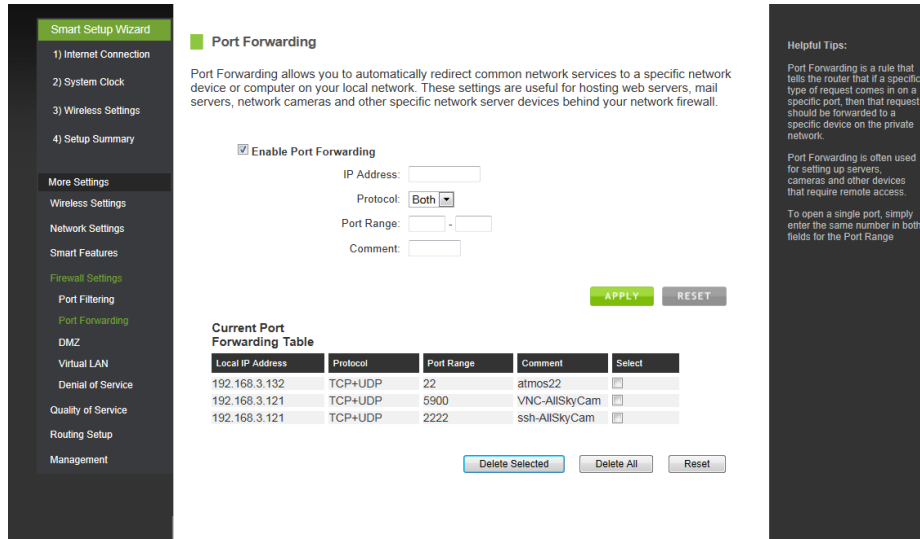 Smart Setup Wizard
1) Internet Connection
2) System Clock
3) Wireless Settings
4) Setup Summary
More Settings
Wireless Settings
Network Settings
Smart Features
Firewall Settings
Port Filtering
Port Forwarding
DMZ
Virtual LAN
Denial of Service
Quality of Service
Routing Setup
Management
Port Forwarding
Port Forwarding allows you to automatically redirect common network services to a specific network
device or computer on your local network. These settings are useful for hosting web servers, mail
servers, network cameras and other specific network server devices behind your network firewall.
Enable Port Forwarding
IP Address:
Protocol: Both
Port Range: -
Comment:
APPLY RESET
Current Port
Forwarding Table
Local IP Address Protocol Port Range Comment Select
192.168.3.132 TCP+UDP 22 atmos22
192.168.3.121 TCP+UDP 5900 VNC-AllSkyCam
192.168.3.121 TCP+UDP 2222 ssh-AllSkyCam
Delete Selected Delete All Reset
Helpful Tips:
Port Forwarding is a rule that
tells the router that if a specific
type of request comes in on a
specific port, then that request
should be forwarded to a
specific device on the private
network.
Port Forwarding is often used
for setting up servers,
cameras and other devices
that require remote access.
To open a single port, simply
enter the same number in both
fields for the Port Range